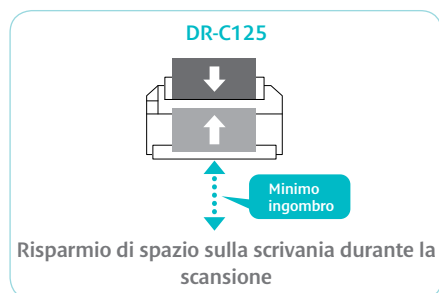 DR-C125
Minimo
ingombro
Risparmio di spazio sulla scrivania durante la
scansione